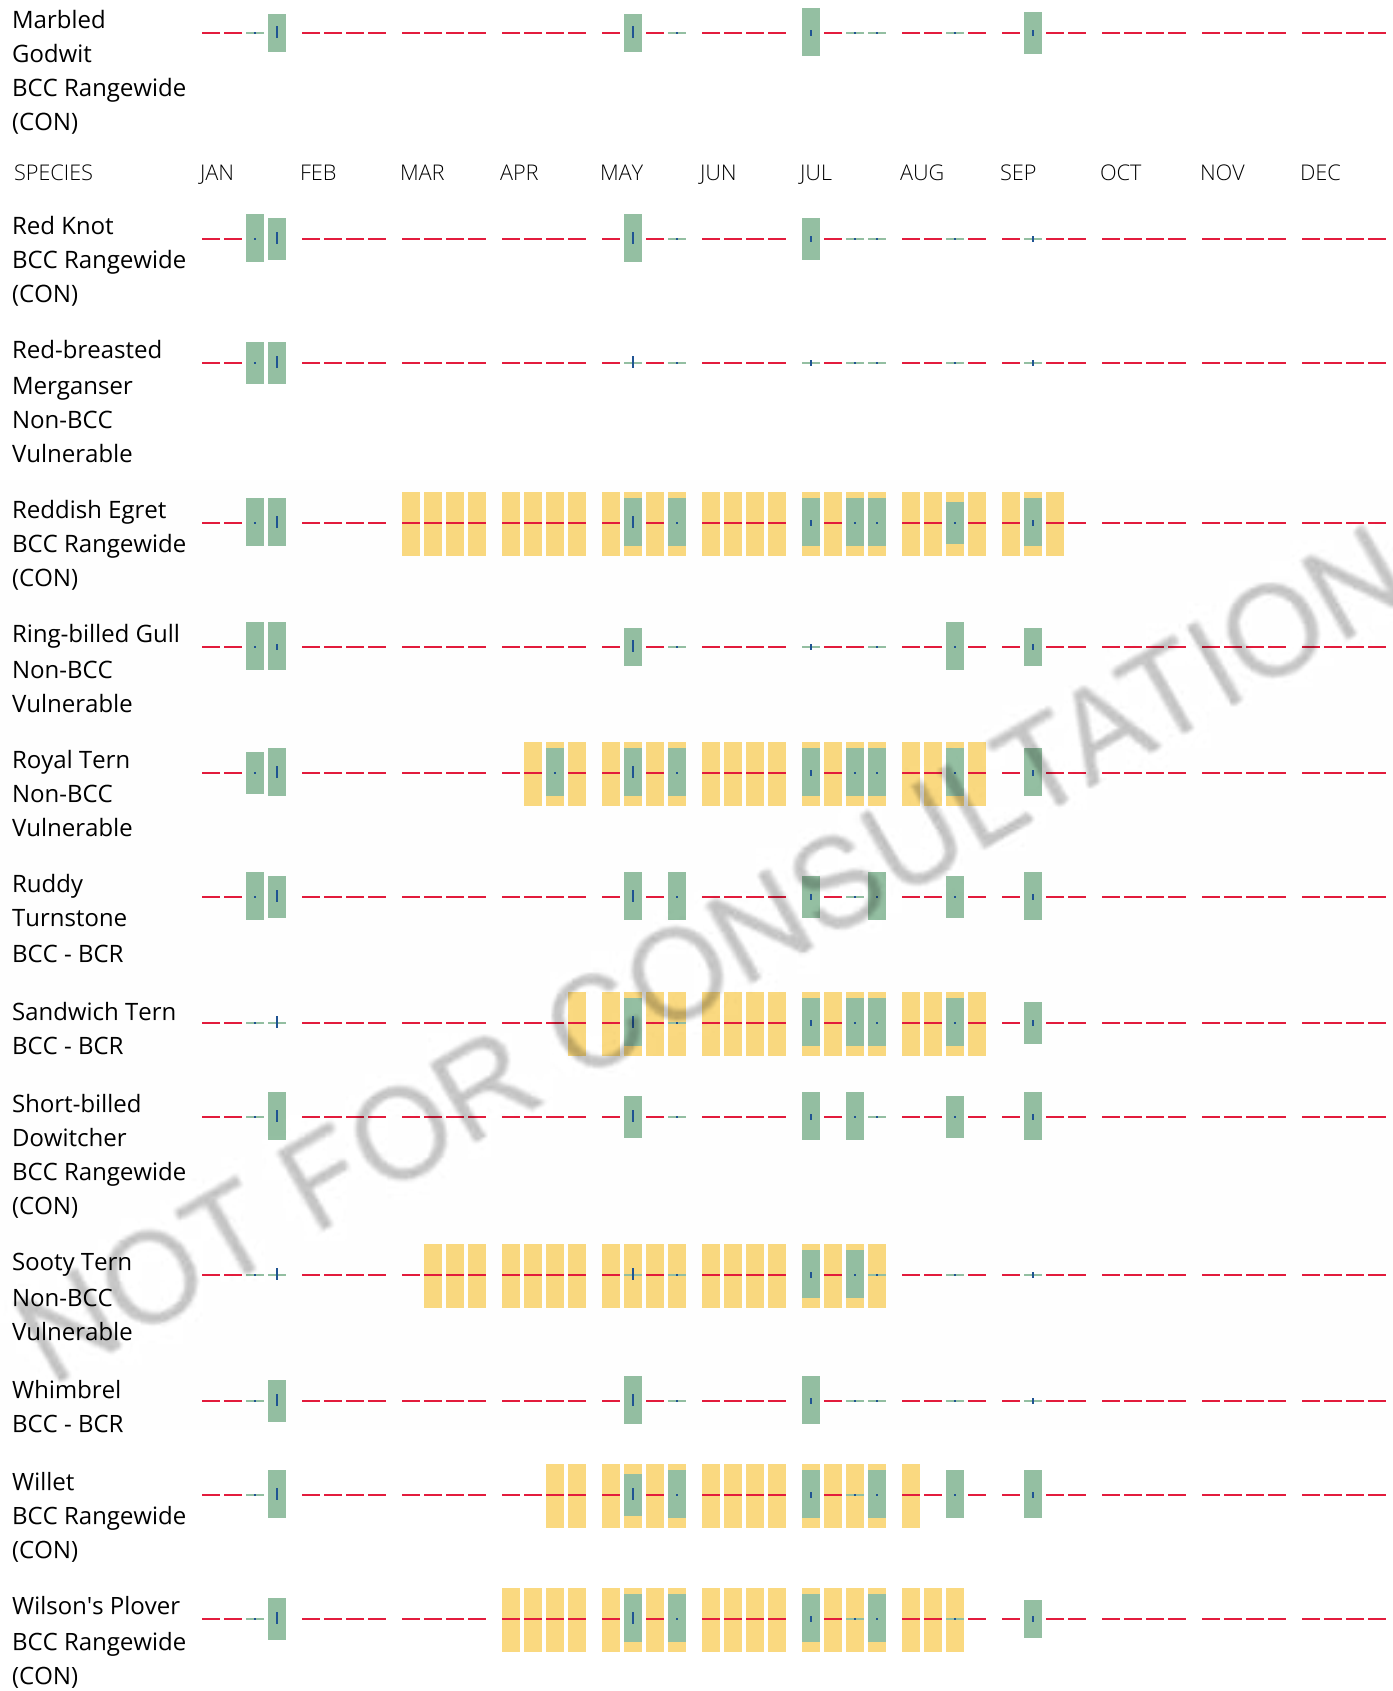 Marbled
Godwit
BCC Rangewide
(CON)
SPECIES JAN FEB MAR APR MAY JUN JUL AUG SEP OCT NOV DEC
Red Knot
BCC Rangewide
(CON)
Red-breasted
Merganser
Non-BCC
Vulnerable
Reddish Egret
BCC Rangewide
(CON)
Ring-billed Gull
Non-BCC
Vulnerable
Royal Tern
Non-BCC
Vulnerable
Ruddy
Turnstone
BCC - BCR
Sandwich Tern
BCC - BCR
Short-billed
Dowitcher
BCC Rangewide
(CON)
Sooty Tern
Non-BCC
Vulnerable
Whimbrel
BCC - BCR
Willet
BCC Rangewide
(CON)
Wilson's Plover
BCC Rangewide
(CON)
NOT FOR CONSULTATION